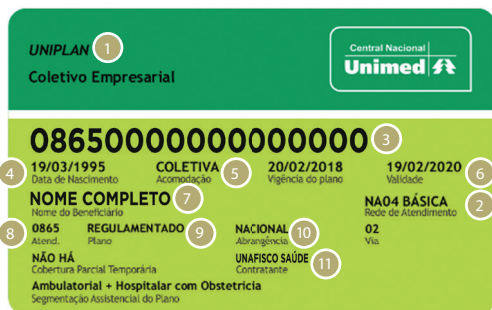 UNIPLAN 1
Coletivo Empresarial
Central Nacional
Unimed
08650000000000000 3
4 19/03/1995 COLETIVA 5 20/02/2018 19/02/2020 6
Data de Nascimento Acomodação Vigência do plano Validade
NOME COMPLETO 7 NA04 BÁSICA 2
Nome do Beneficiário Rede de Atendimento
8 0865 REGULAMENTADO 9 NACIONAL 10 02
Atend. Plano Abrangência Via
NÃO HÁ UNAFISCO SAÚDE 11
Cobertura Parcial Temporária Contratante
Ambulatorial + Hospitalar com Obstetricia
Segmentação Assistencial do Plano